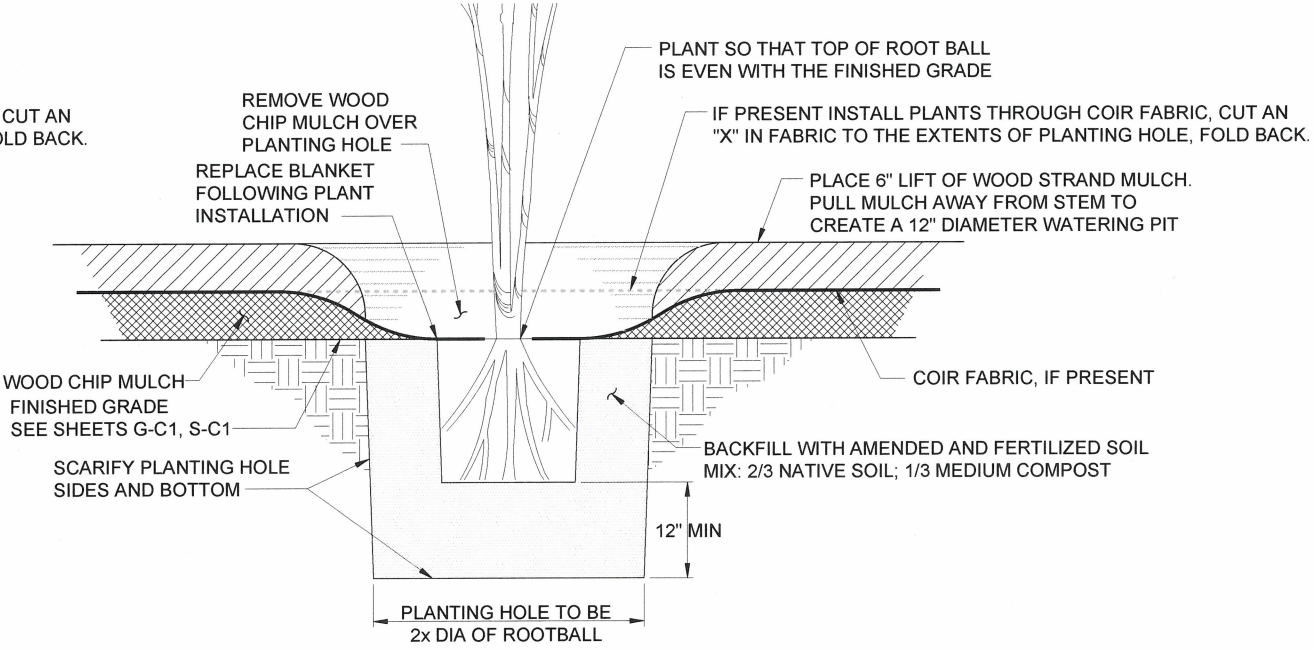 CUT AN
OLD BACK.
REMOVE WOOD
CHIP MULCH OVER
PLANTING HOLE
REPLACE BLANKET
FOLLOWING PLANT
INSTALLATION
PLANT SO THAT TOP OF ROOT BALL
IS EVEN WITH THE FINISHED GRADE
IF PRESENT INSTALL PLANTS THROUGH COIR FABRIC, CUT AN
"X" IN FABRIC TO THE EXTENTS OF PLANTING HOLE, FOLD BACK.
PLACE 6" LIFT OF WOOD STRAND MULCH.
PULL MULCH AWAY FROM STEM TO
CREATE A 12" DIAMETER WATERING PIT
WOOD CHIP MULCH
FINISHED GRADE
SEE SHEETS G-C1, S-C1
SCARIFY PLANTING HOLE
SIDES AND BOTTOM
COIR FABRIC, IF PRESENT
BACKFILL WITH AMENDED AND FERTILIZED SOIL
MIX: 2/3 NATIVE SOIL; 1/3 MEDIUM COMPOST
12" MIN
PLANTING HOLE TO BE
2x DIA OF ROOTBALL